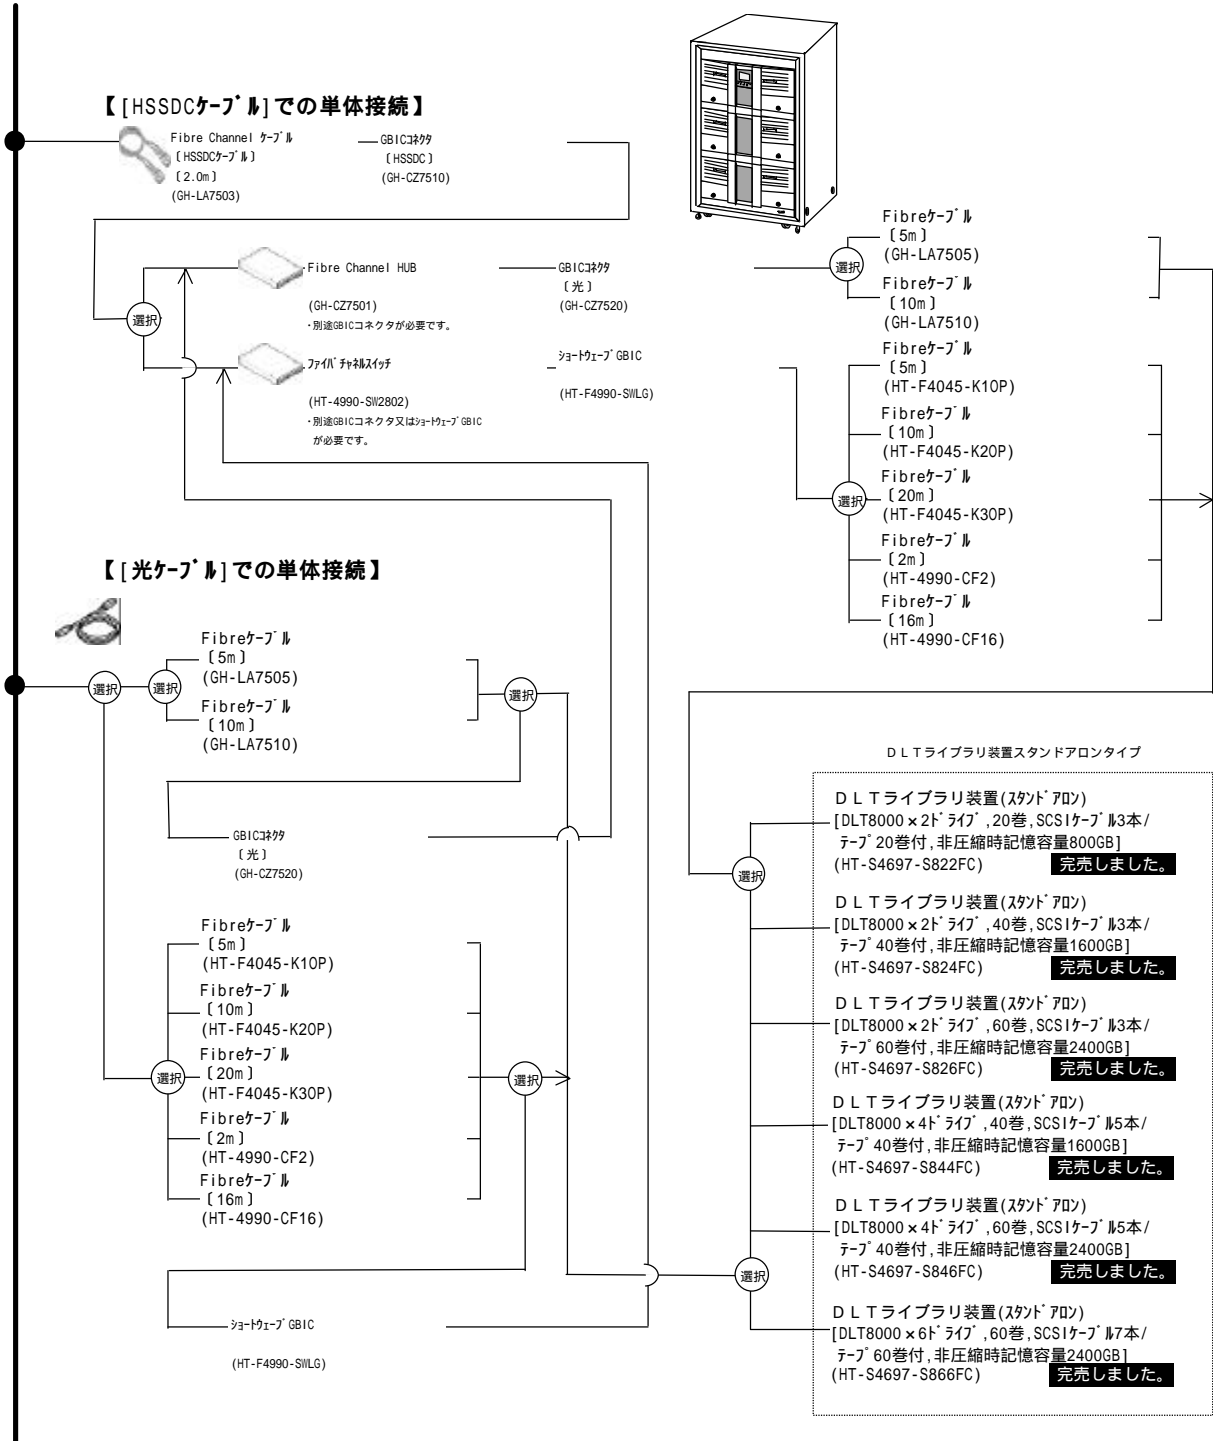 【[HSSDCｹｰﾌﾞﾙ]での単体接続】
Fibre Channel ｹｰﾌﾞﾙ
〔HSSDCｹｰﾌﾞﾙ〕
〔2.0m〕
(GH-LA7503)
GBICｺﾈｸﾀ
〔HSSDC〕
(GH-CZ7510)
選択
Fibre Channel HUB
(GH-CZ7501)
・別途GBICコネクタが必要です。
GBICｺﾈｸﾀ
〔光〕
(GH-CZ7520)
ﾌｧｲﾊﾞﾁｬﾈﾙｽｲｯﾁ
(HT-4990-SW2802)
・別途GBICコネクタ又はｼｮｰﾄｳｪｰﾌﾞGBIC
が必要です。
ｼｮｰﾄｳｪｰﾌﾞGBIC
(HT-F4990-SWLG)
選択
Fibreｹｰﾌﾞﾙ
〔5m〕
(GH-LA7505)
Fibreｹｰﾌﾞﾙ
〔10m〕
(GH-LA7510)
選択
Fibreｹｰﾌﾞﾙ
〔5m〕
(HT-F4045-K10P)
Fibreｹｰﾌﾞﾙ
〔10m〕
(HT-F4045-K20P)
Fibreｹｰﾌﾞﾙ
〔20m〕
(HT-F4045-K30P)
Fibreｹｰﾌﾞﾙ
〔2m〕
(HT-4990-CF2)
Fibreｹｰﾌﾞﾙ
〔16m〕
(HT-4990-CF16)
【[光ｹｰﾌﾞﾙ]での単体接続】
選択
選択
Fibreｹｰﾌﾞﾙ
〔5m〕
(GH-LA7505)
Fibreｹｰﾌﾞﾙ
〔10m〕
(GH-LA7510)
選択
GBICｺﾈｸﾀ
〔光〕
(GH-CZ7520)
選択
Fibreｹｰﾌﾞﾙ
〔5m〕
(HT-F4045-K10P)
Fibreｹｰﾌﾞﾙ
〔10m〕
(HT-F4045-K20P)
Fibreｹｰﾌﾞﾙ
〔20m〕
(HT-F4045-K30P)
Fibreｹｰﾌﾞﾙ
〔2m〕
(HT-4990-CF2)
Fibreｹｰﾌﾞﾙ
〔16m〕
(HT-4990-CF16)
選択
ｼｮｰﾄｳｪｰﾌﾞGBIC
(HT-F4990-SWLG)
ＤＬＴライブラリ装置スタンドアロンタイプ
選択
ＤＬＴライブラリ装置(ｽﾀﾝﾄﾞｱﾛﾝ)
[DLT8000×2ﾄﾞﾗｲﾌﾞ,20巻,SCSIｹｰﾌﾞﾙ3本/
ﾃｰﾌﾟ20巻付,非圧縮時記憶容量800GB]
(HT-S4697-S822FC) 完売しました。
ＤＬＴライブラリ装置(ｽﾀﾝﾄﾞｱﾛﾝ)
[DLT8000×2ﾄﾞﾗｲﾌﾞ,40巻,SCSIｹｰﾌﾞﾙ3本/
ﾃｰﾌﾟ40巻付,非圧縮時記憶容量1600GB]
(HT-S4697-S824FC) 完売しました。
ＤＬＴライブラリ装置(ｽﾀﾝﾄﾞｱﾛﾝ)
[DLT8000×2ﾄﾞﾗｲﾌﾞ,60巻,SCSIｹｰﾌﾞﾙ3本/
ﾃｰﾌﾟ60巻付,非圧縮時記憶容量2400GB]
(HT-S4697-S826FC) 完売しました。
ＤＬＴライブラリ装置(ｽﾀﾝﾄﾞｱﾛﾝ)
[DLT8000×4ﾄﾞﾗｲﾌﾞ,40巻,SCSIｹｰﾌﾞﾙ5本/
ﾃｰﾌﾟ40巻付,非圧縮時記憶容量1600GB]
(HT-S4697-S844FC) 完売しました。
ＤＬＴライブラリ装置(ｽﾀﾝﾄﾞｱﾛﾝ)
[DLT8000×4ﾄﾞﾗｲﾌﾞ,60巻,SCSIｹｰﾌﾞﾙ5本/
ﾃｰﾌﾟ40巻付,非圧縮時記憶容量2400GB]
(HT-S4697-S846FC) 完売しました。
選択
ＤＬＴライブラリ装置(ｽﾀﾝﾄﾞｱﾛﾝ)
[DLT8000×6ﾄﾞﾗｲﾌﾞ,60巻,SCSIｹｰﾌﾞﾙ7本/
ﾃｰﾌﾟ60巻付,非圧縮時記憶容量2400GB]
(HT-S4697-S866FC) 完売しました。